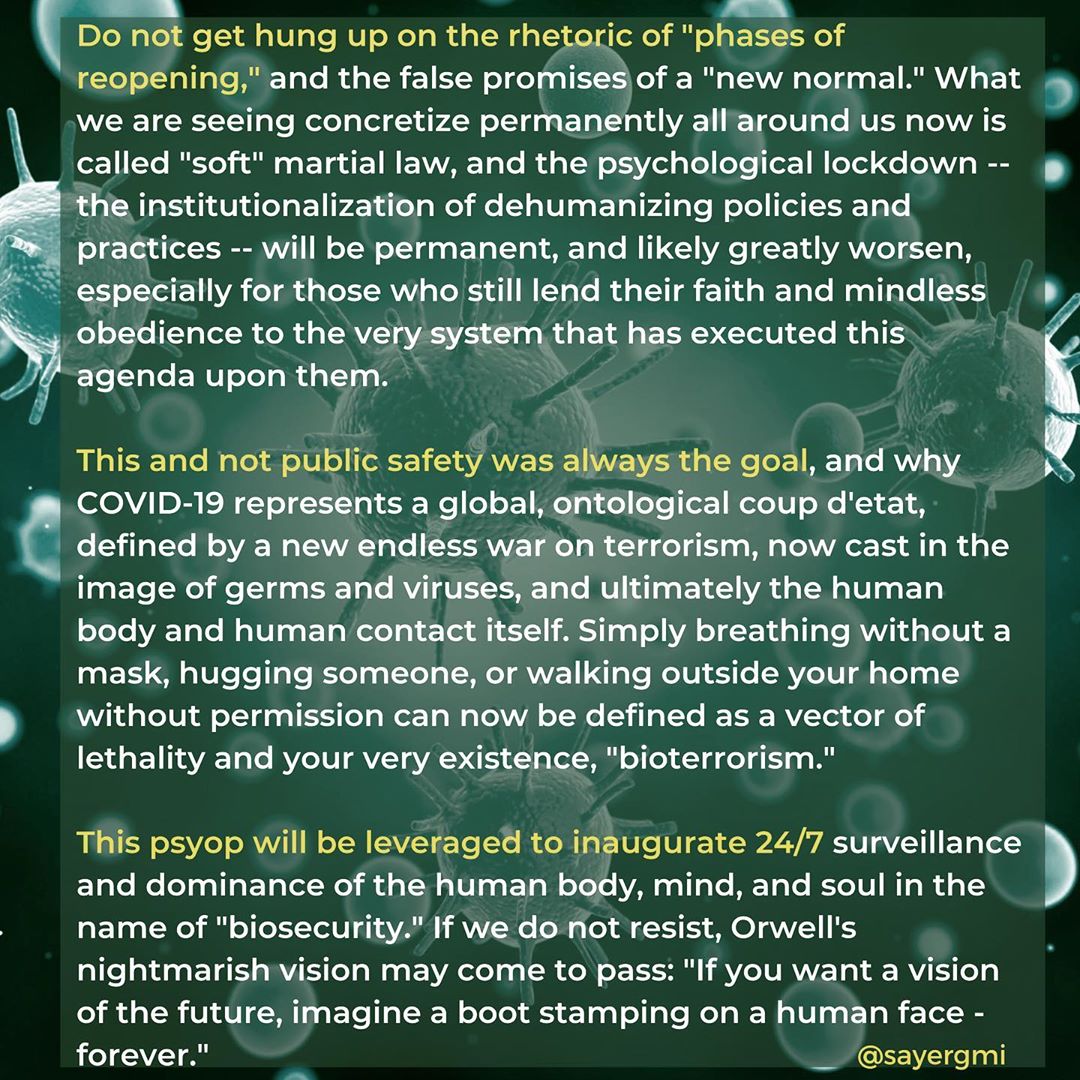 Do not get hung up on the rhetoric of "phases of
reopening," and the false promises of a "new normal." What
we are seeing concretize permanently all around us now is
called "soft" martial law, and the psychological lockdown --
the institutionalization of dehumanizing policies and
practices -- will be permanent, and likely greatly worsen,
especially for those who still lend their faith and mindless
obedience to the very system that has executed this
agenda upon them.
This and not public safety was always the goal, and why
COVID-19 represents a global, ontological coup d'etat,
defined by a new endless war on terrorism, now cast in the
image of germs and viruses, and ultimately the human
body and human contact itself. Simply breathing without a
mask, hugging someone, or walking outside your home
without permission can now be defined as a vector of
lethality and your very existence, "bioterrorism."
This psyop will be leveraged to inaugurate 24/7 surveillance
and dominance of the human body, mind, and soul in the
name of "biosecurity." If we do not resist, Orwell's
nightmarish vision may come to pass: "If you want a vision
of the future, imagine a boot stamping on a human face -
forever."
@sayergmi